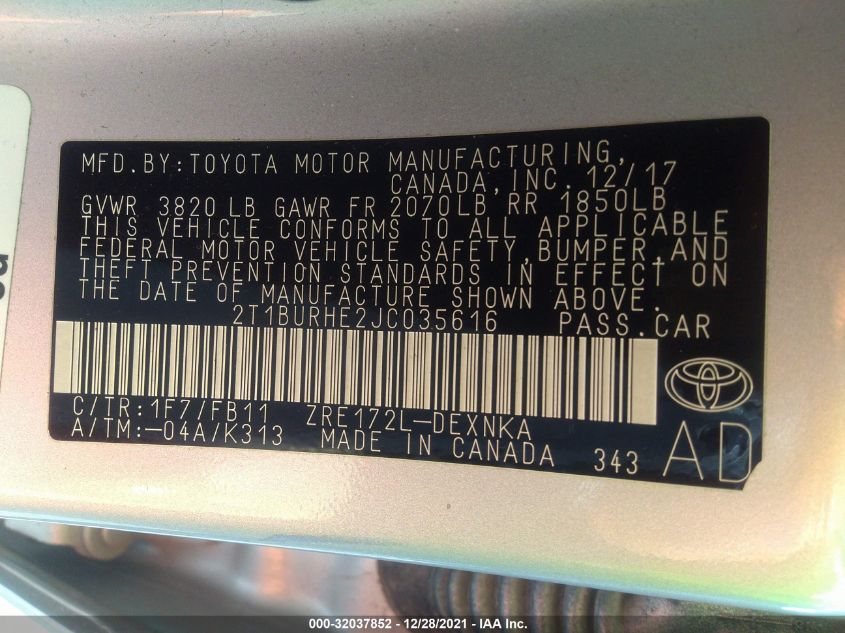 MFD.BY:TOYOTA MOTOR MANUFACTURING,
CANADA,INC. 12/17
GVWR 3820 LB GAWR FR 2070LB RR 1850LB
THIS VEHICLE CONFORMS TO ALL APPLICABLE
FEDERAL MOTOR VEHICLE SAFETY,BUMPER,AND
THEFT PREVENTION STANDARDS IN EFFECT ON
THE DATE OF MANUFACTURE SHOWN ABOVE.
2T1BURHE2JC035616 PASS.CAR
C/TR:1F7/FB11 ZRE172L-DEXNKA
A/TM:-04A/K313 MADE IN CANADA 343 AD
000-32037852 - 12/28/2021 - IAA Inc.